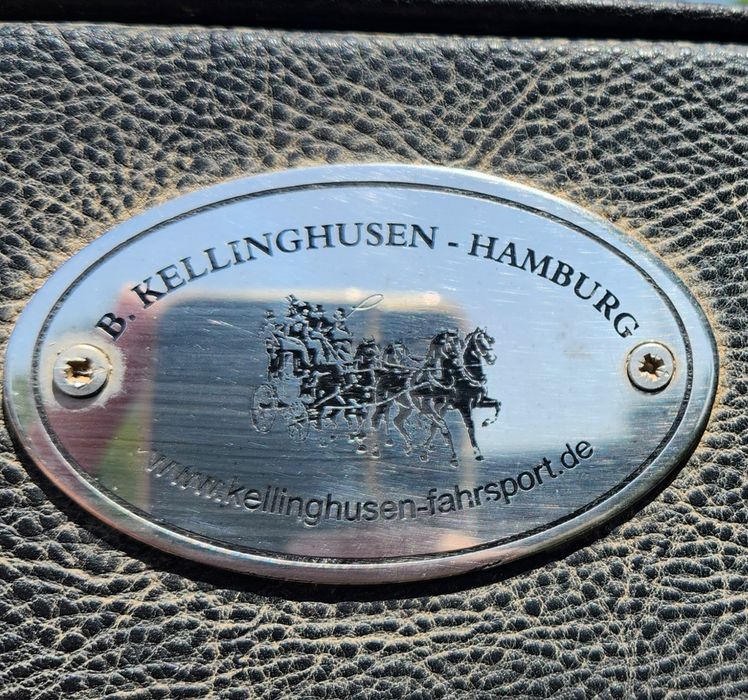 B. KELLINGHUSEN - HAMBURG
www.kellinghusen-fahrsport.de